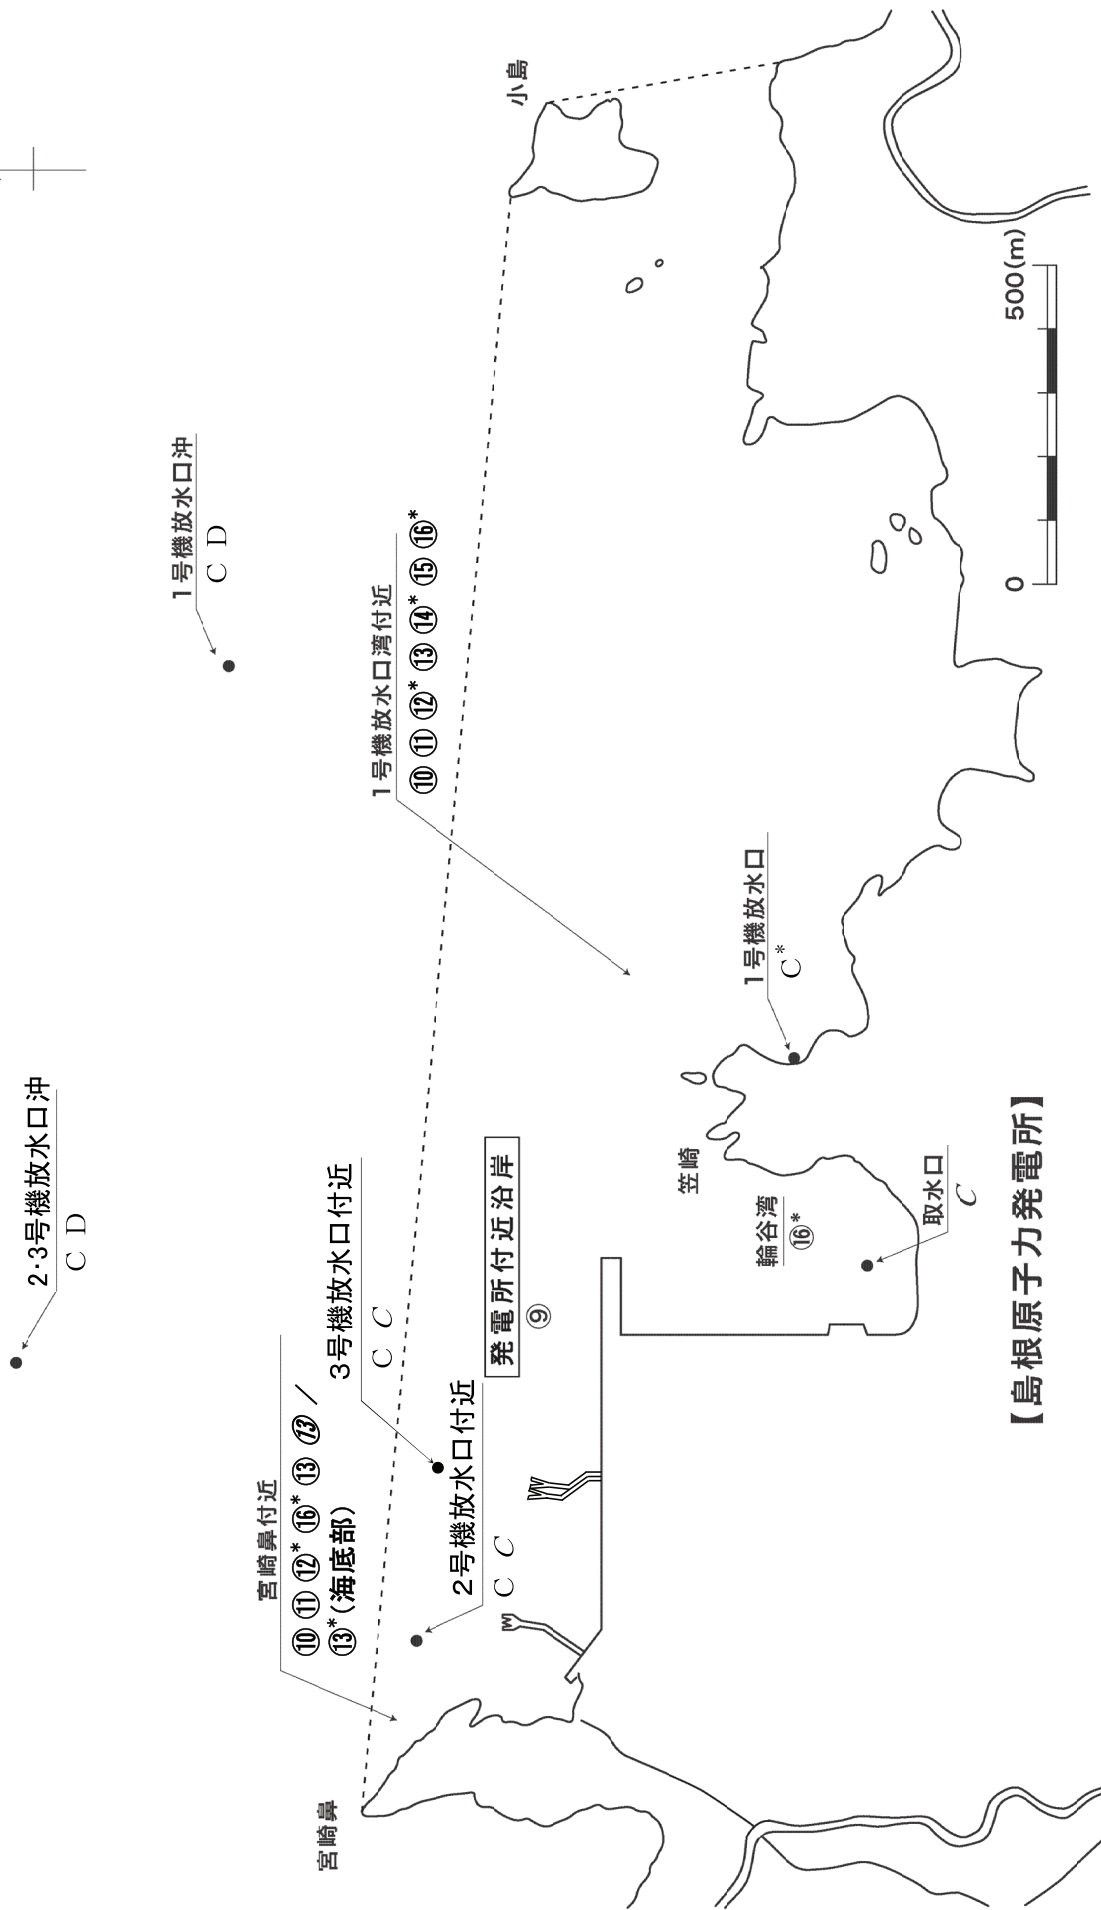 2・3号機放水口沖
C D
1号機放水口沖
C D
宮崎鼻付近
⑩ ⑪ ⑫* ⑯* ⑬ ⑬ /
⑬*(海底部)
3号機放水口付近
C C
1号機放水口湾付近
⑩ ⑪ ⑫* ⑬ ⑭* ⑮ ⑯*
宮崎鼻
小島
2号機放水口付近
C C
発電所付近沿岸
⑨
笠崎
輪谷湾
⑯*
1号機放水口
C*
取水口
C
0
500(m)
【島根原子力発電所】